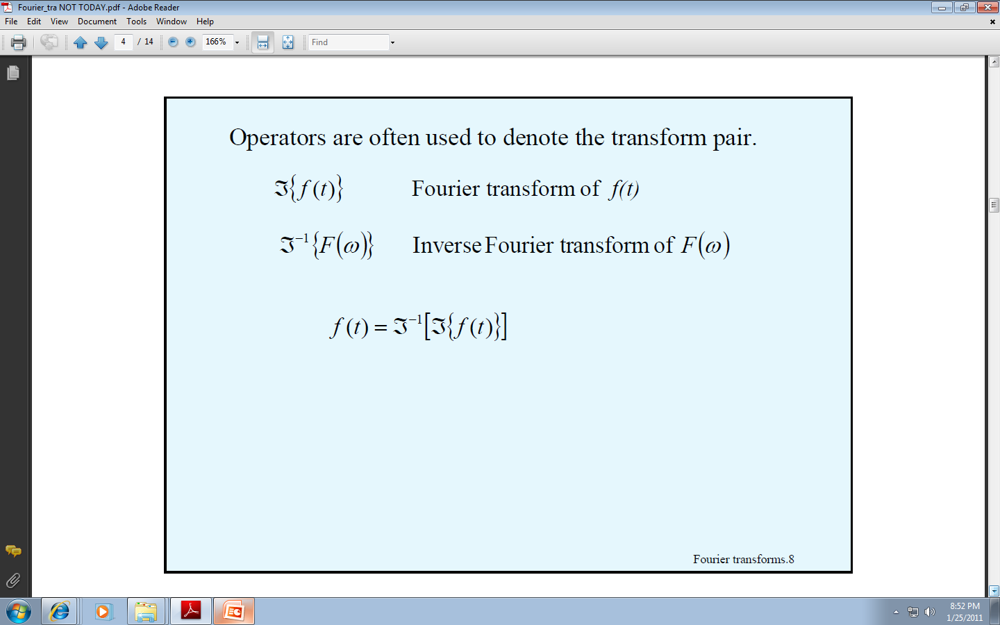 Fourier_tra NOT TODAY.pdf - Adobe Reader
File Edit View Document Tools Window Help
4 / 14 166% Find
Operators are often used to denote the transform pair.
ℑ{f(t)} Fourier transform of f(t)
ℑ⁻¹{F(ω)} Inverse Fourier transform of F(ω)
f(t) = ℑ⁻¹[ℑ{f(t)}]
Fourier transforms.8
8:52 PM
1/25/2011